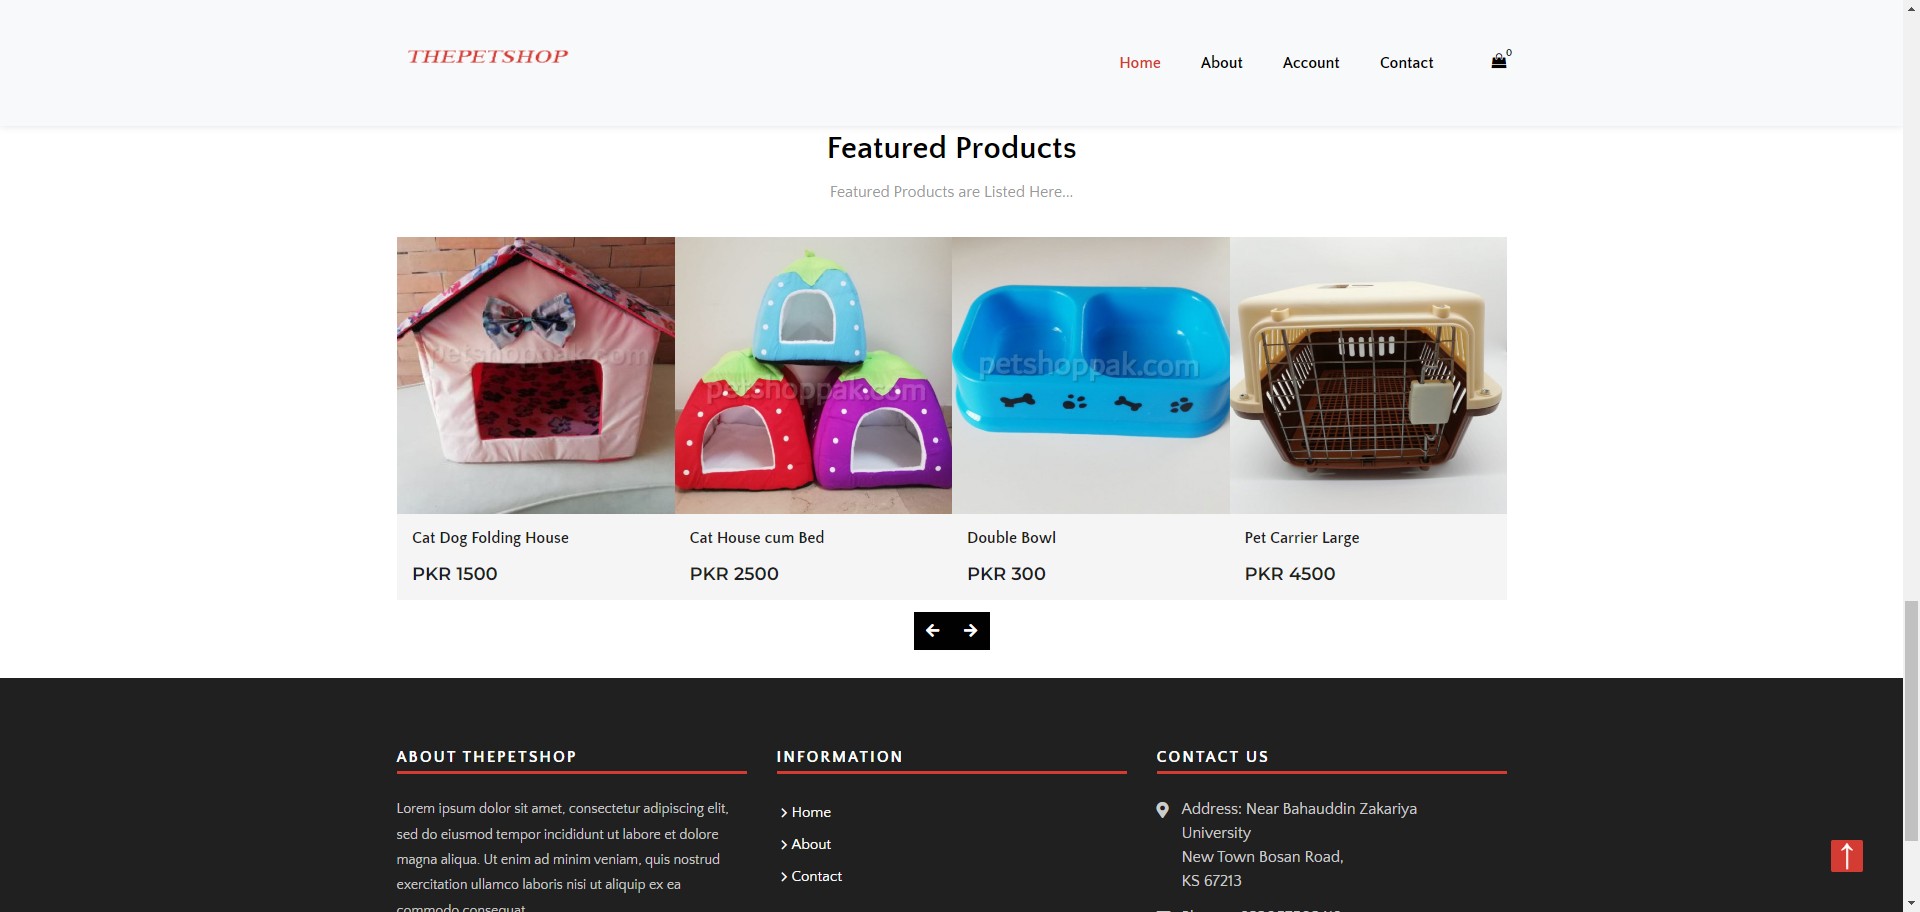 THEPETSHOP
Home About Account Contact 0
Featured Products
Featured Products are Listed Here...
petshoppak.com
petshoppak.com
petshoppak.com
Cat Dog Folding House
PKR 1500
Cat House cum Bed
PKR 2500
Double Bowl
PKR 300
Pet Carrier Large
PKR 4500
ABOUT THEPETSHOP
Lorem ipsum dolor sit amet, consectetur adipiscing elit,
sed do eiusmod tempor incididunt ut labore et dolore
magna aliqua. Ut enim ad minim veniam, quis nostrud
exercitation ullamco laboris nisi ut aliquip ex ea
commodo consequat
INFORMATION
Home
About
Contact
CONTACT US
Address: Near Bahauddin Zakariya
University
New Town Bosan Road,
KS 67213